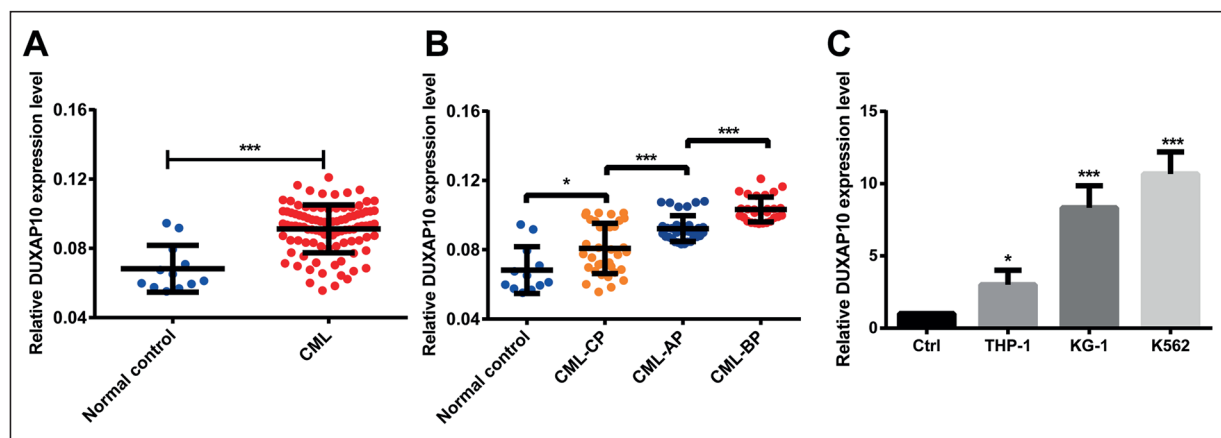 A
Relative DUXAP10 expression level
0.16
0.12
0.08
0.04
***
Normal control
CML
B
Relative DUXAP10 expression level
0.16
0.12
0.08
0.04
*
***
***
Normal control
CML-CP
CML-AP
CML-BP
C
Relative DUXAP10 expression level
15
10
5
0
*
***
***
Ctrl
THP-1
KG-1
K562